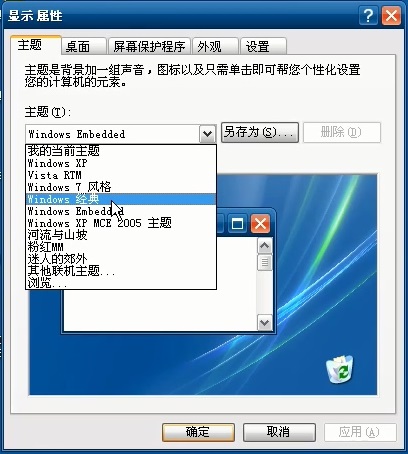 显示 属性
主题
桌面
屏幕保护程序
外观
设置
主题是背景加一组声音，图标以及只需单击即可帮您个性化设置
您的计算机的元素。
主题(T):
Windows Embedded
另存为(S)...
删除(D)
我的当前主题
Windows XP
Vista RTM
Windows 7 风格
Windows 经典
Windows Embedded
Windows XP MCE 2005 主题
河流与山坡
粉红MM
迷人的郊外
其他联机主题...
浏览...
确定
取消
应用(A)